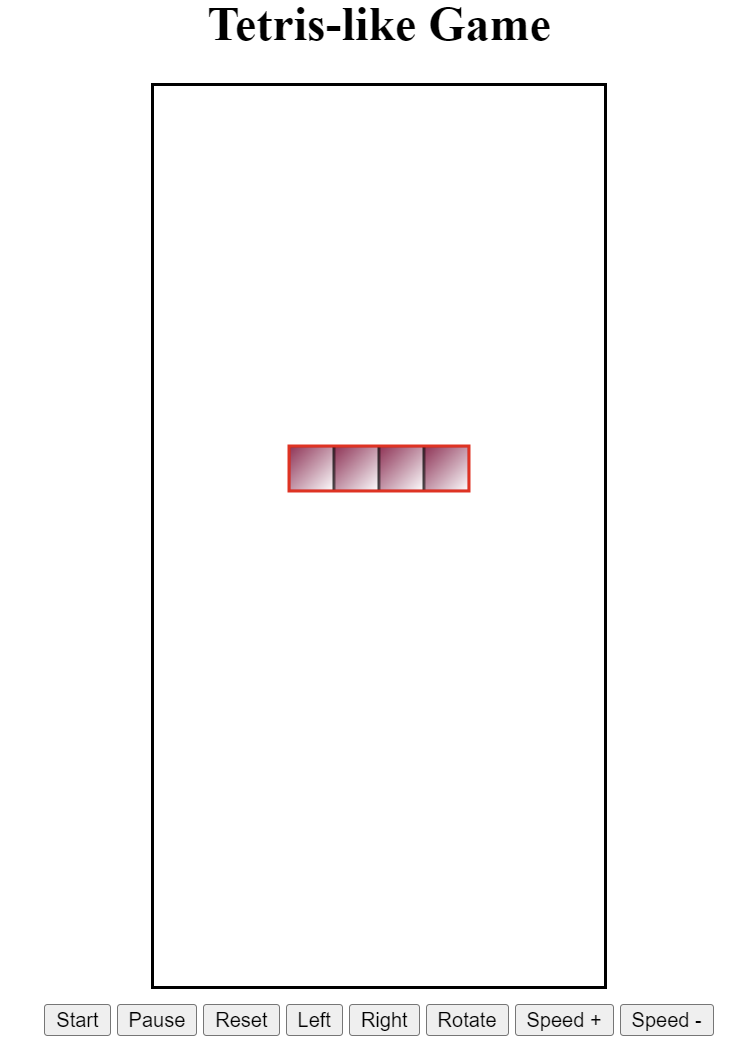 Tetris-like Game
Start Pause Reset Left Right Rotate Speed + Speed -